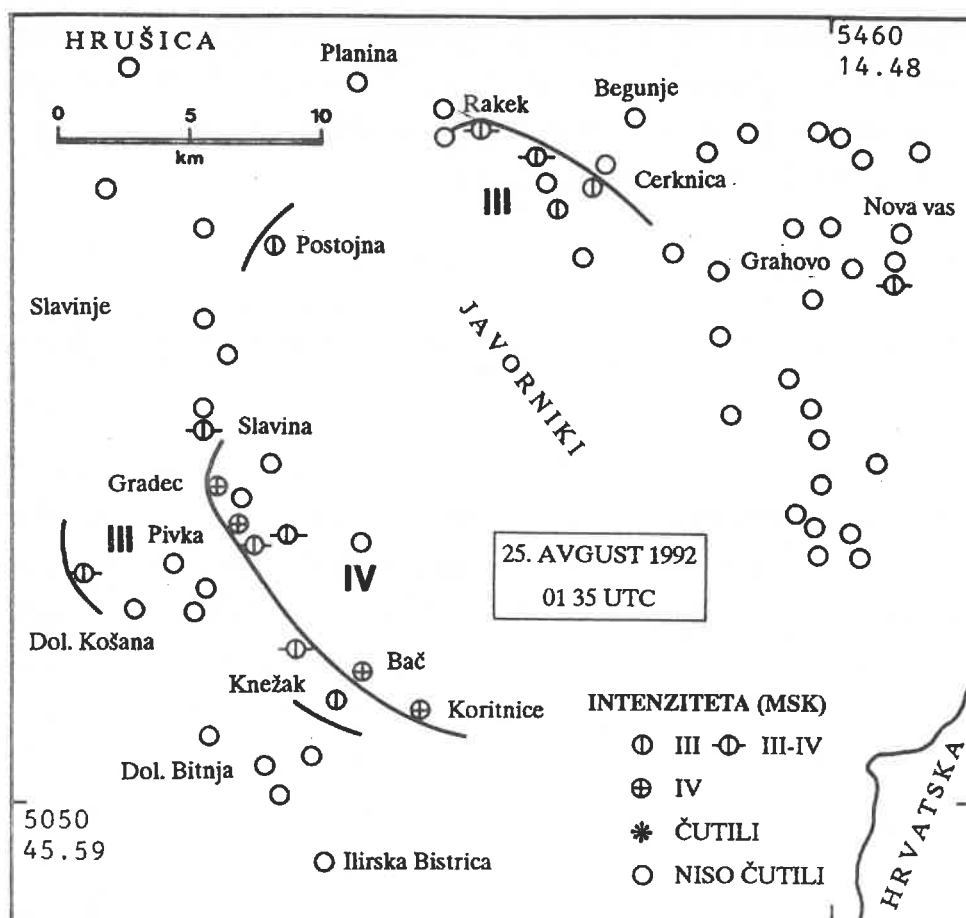 HRUŠICA
Planina
5460
14.48
Begunje
0 5 10
km
Rakek
Cerknica
III
Nova vas
Postojna
Grahovo
Slavinje
JAVORNIKI
Slavina
Gradec
III
Pivka
IV
25. AVGUST 1992
01 35 UTC
Dol. Košana
Bač
Knežak
Koritnice
INTENZITETA (MSK)
III III-IV
Dol. Bitnja
IV
5050
45.59
ČUTILI
Ilirska Bistrica
NISO ČUTILI
HRVATSKA